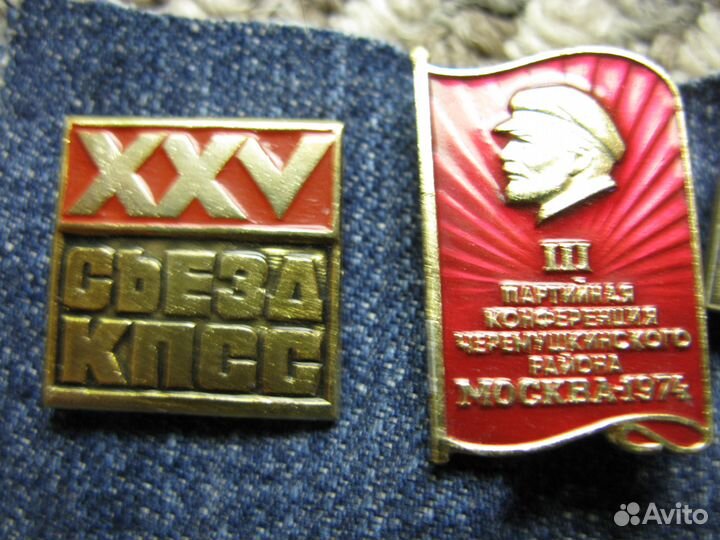 XXV
СЪЕЗД
КПСС
III
ПАРТИЙНАЯ
КОНФЕРЕНЦИЯ
ЧЕРЕМУШКИНСКОГО
РАЙОНА
МОСКВА·1974
Avito